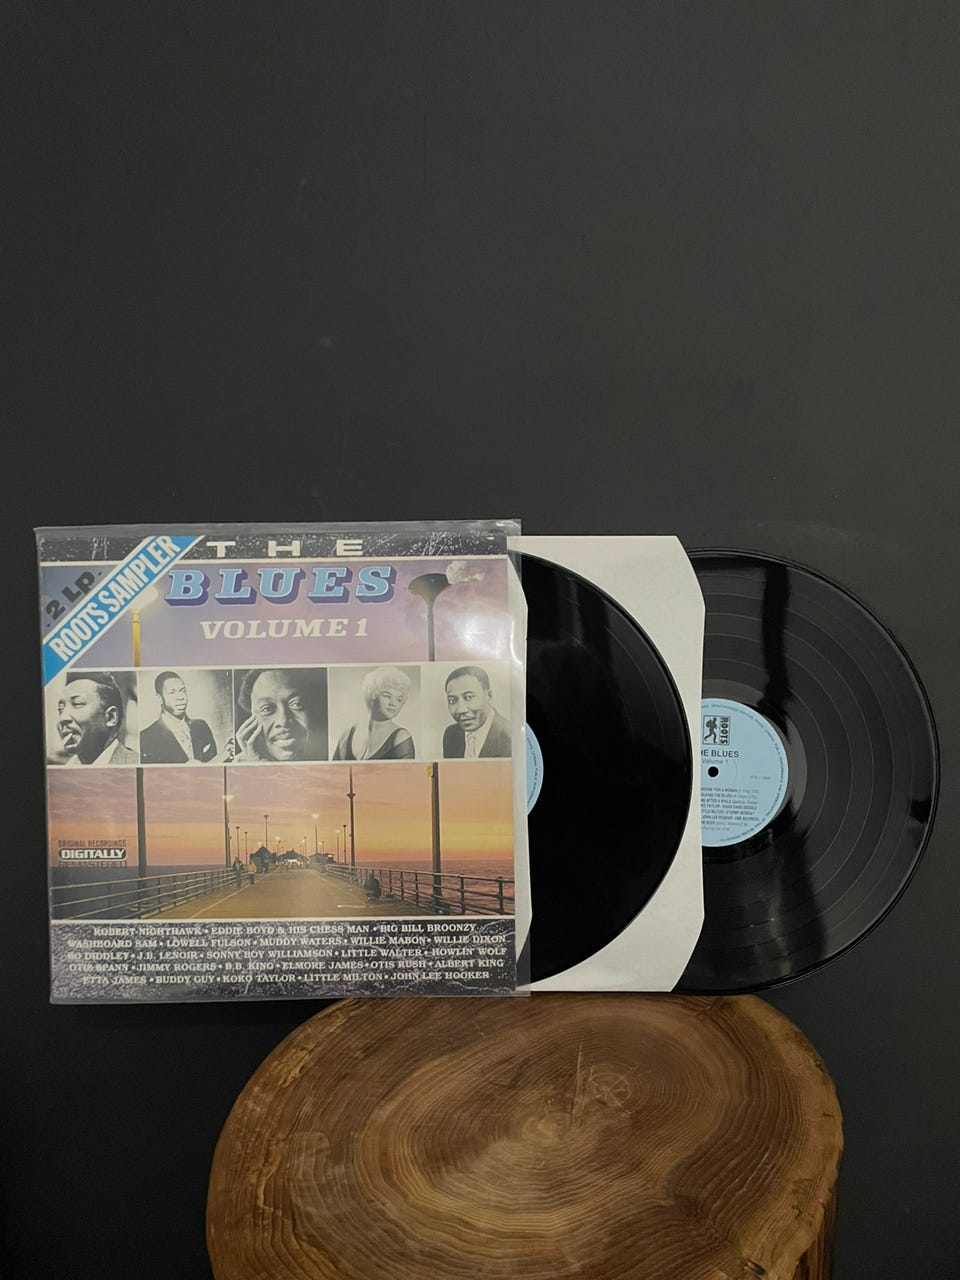 2 LP.
ROOTS SAMPLER
THE
BLUES
VOLUME 1
ORIGINAL RECORDINGS
DIGITALLY
REMASTERED
ROBERT NIGHTHAWK • EDDIE BOYD & HIS CHESS MAN • BIG BILL BROONZY
WASHBOARD SAM • LOWELL FULSON • MUDDY WATERS • WILLIE MABON • WILLIE DIXON
BO DIDDLEY • J.B. LENOIR • SONNY BOY WILLIAMSON • LITTLE WALTER • HOWLIN' WOLF
OTIS SPANN • JIMMY ROGERS • B.B. KING • ELMORE JAMES • OTIS RUSH • ALBERT KING
ETTA JAMES • BUDDY GUY • KOKO TAYLOR • LITTLE MILTON • JOHN LEE HOOKER
ROOTS
HE BLUES
Volume 1